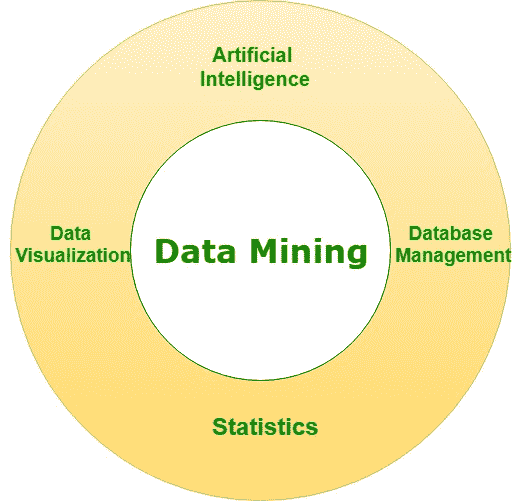 Artificial
Intelligence
Data
Visualization
Data Mining
Database
Management
Statistics